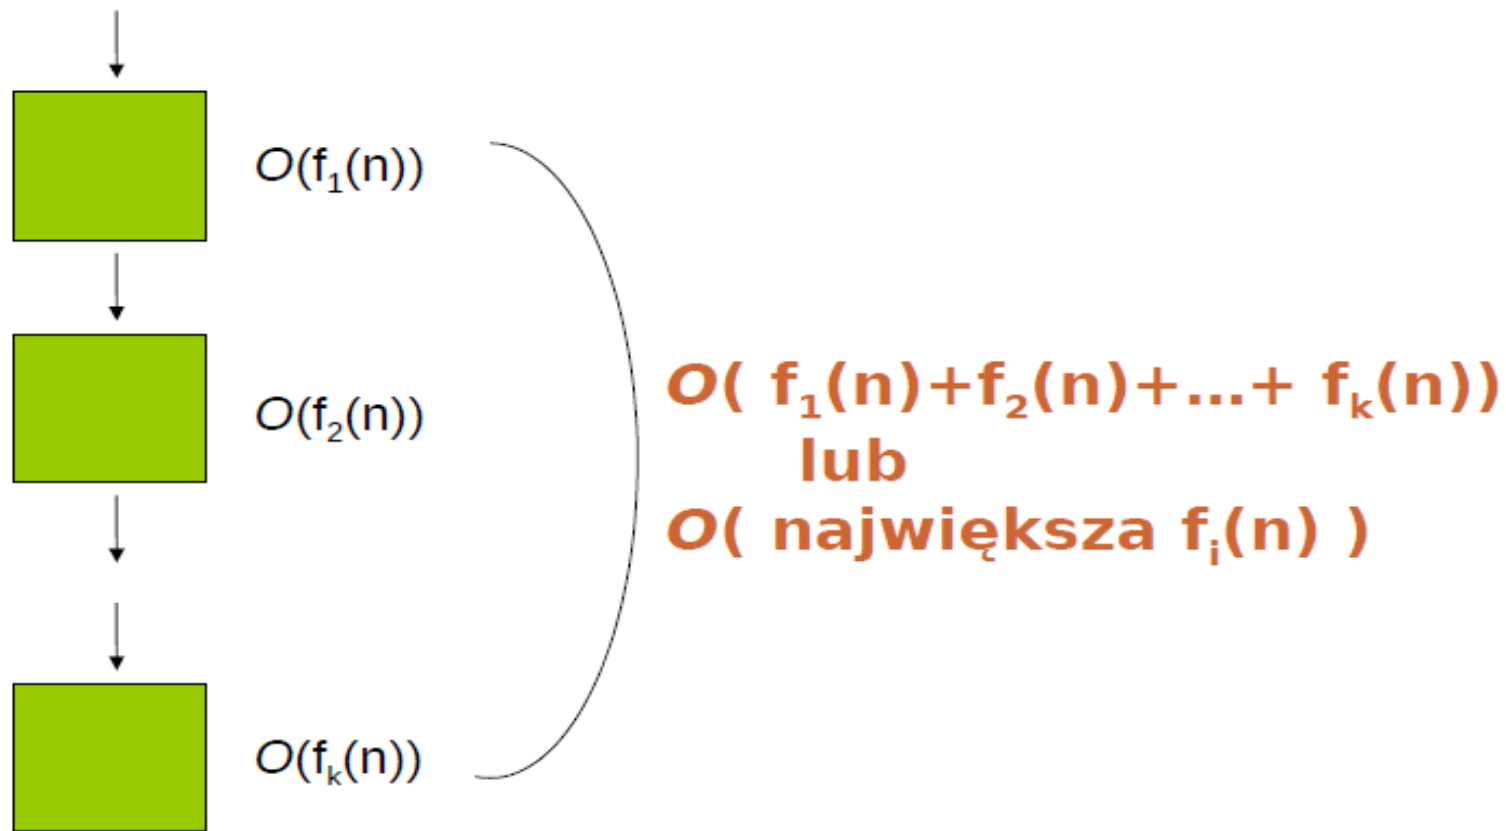 O(f₁(n))
O(f₂(n))
O( f₁(n)+f₂(n)+...+ fₖ(n))
lub
O( największa fᵢ(n) )
O(fₖ(n))